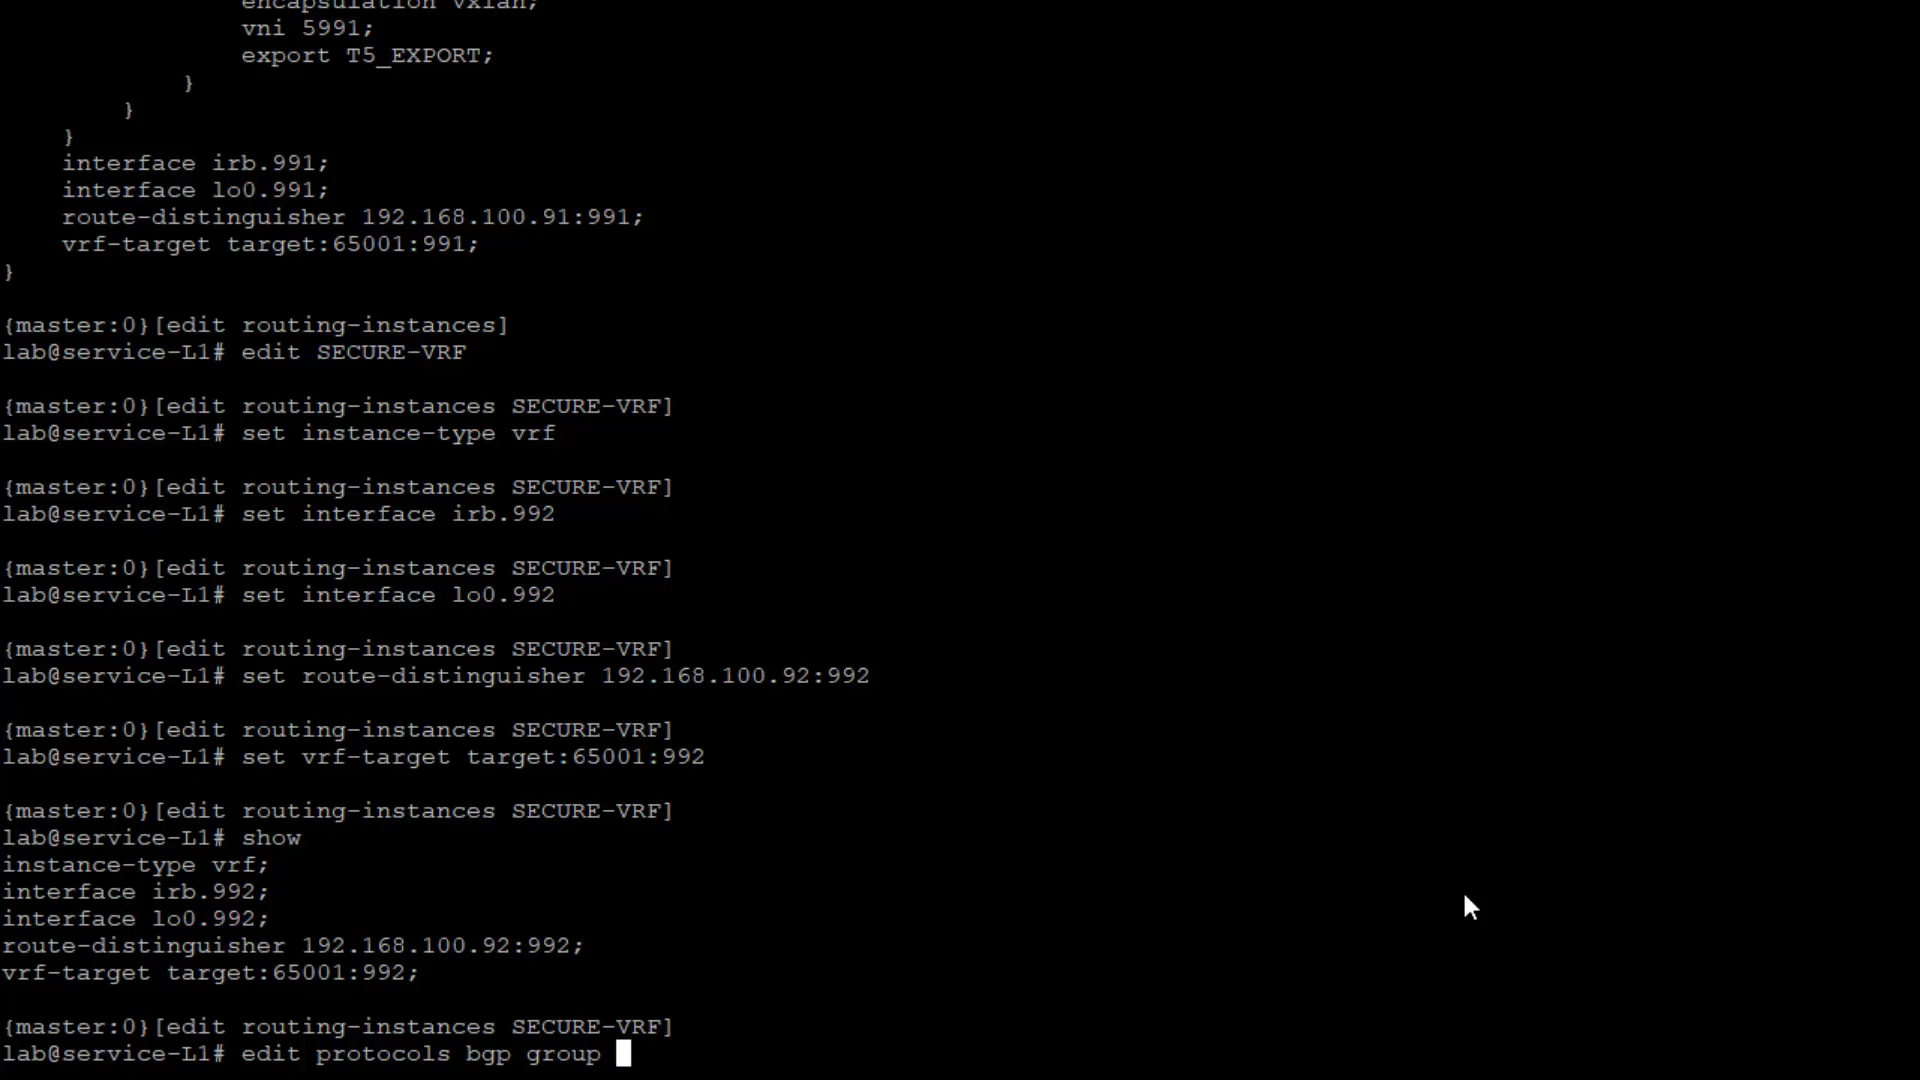 encapsulation vxlan;
vni 5991;
export T5_EXPORT;
}
}
}
interface irb.991;
interface lo0.991;
route-distinguisher 192.168.100.91:991;
vrf-target target:65001:991;
}
{master:0}[edit routing-instances]
lab@service-L1# edit SECURE-VRF
{master:0}[edit routing-instances SECURE-VRF]
lab@service-L1# set instance-type vrf
{master:0}[edit routing-instances SECURE-VRF]
lab@service-L1# set interface irb.992
{master:0}[edit routing-instances SECURE-VRF]
lab@service-L1# set interface lo0.992
{master:0}[edit routing-instances SECURE-VRF]
lab@service-L1# set route-distinguisher 192.168.100.92:992
{master:0}[edit routing-instances SECURE-VRF]
lab@service-L1# set vrf-target target:65001:992
{master:0}[edit routing-instances SECURE-VRF]
lab@service-L1# show
instance-type vrf;
interface irb.992;
interface lo0.992;
route-distinguisher 192.168.100.92:992;
vrf-target target:65001:992;
{master:0}[edit routing-instances SECURE-VRF]
lab@service-L1# edit protocols bgp group